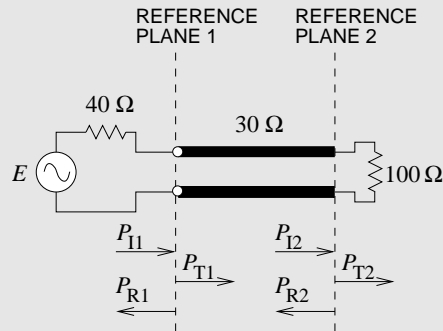 REFERENCE PLANE 1
REFERENCE PLANE 2
40 Ω
30 Ω
E
100 Ω
P_I1
P_I2
P_T1
P_T2
P_R1
P_R2